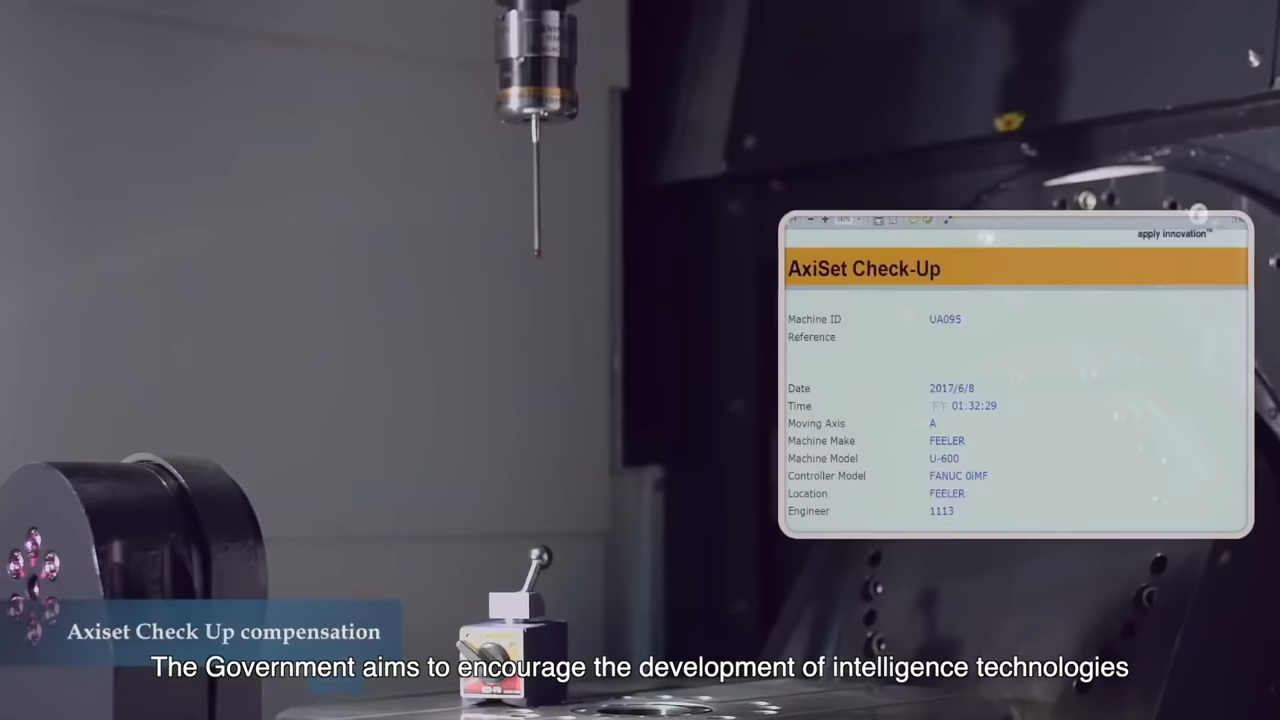 apply innovation™
AxiSet Check-Up
Machine ID UA095
Reference
Date 2017/6/8
Time 下午 01:32:29
Moving Axis A
Machine Make FEELER
Machine Model U-600
Controller Model FANUC 0iMF
Location FEELER
Engineer 1113
Axiset Check Up compensation
The Government aims to encourage the development of intelligence technologies